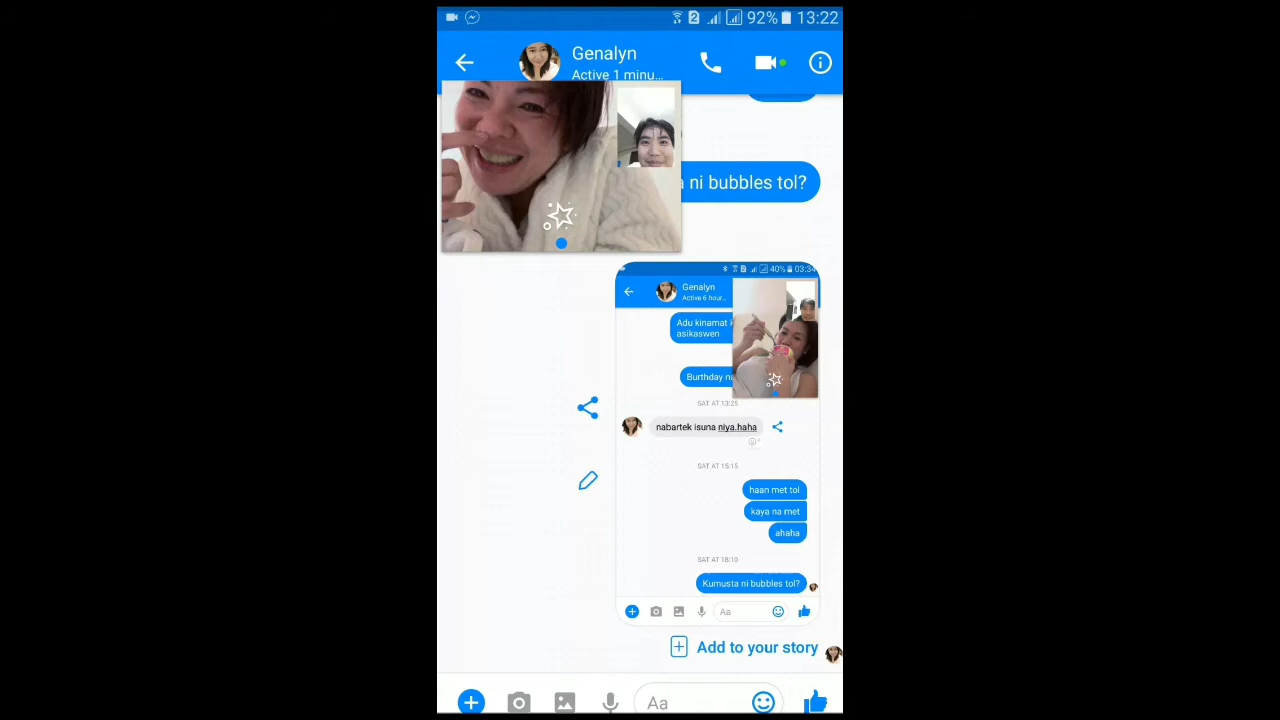 92% 13:22
Genalyn
Active 1 minu...
ni bubbles tol?
40% 03:34
Genalyn
Active 6 hour...
Adu kinamat
asikaswen
Burthday
SAT AT 13:25
nabartek isuna niya.haha
SAT AT 15:15
haan met tol
kaya na met
ahaha
SAT AT 18:10
Kumusta ni bubbles tol?
Aa
Add to your story
Aa